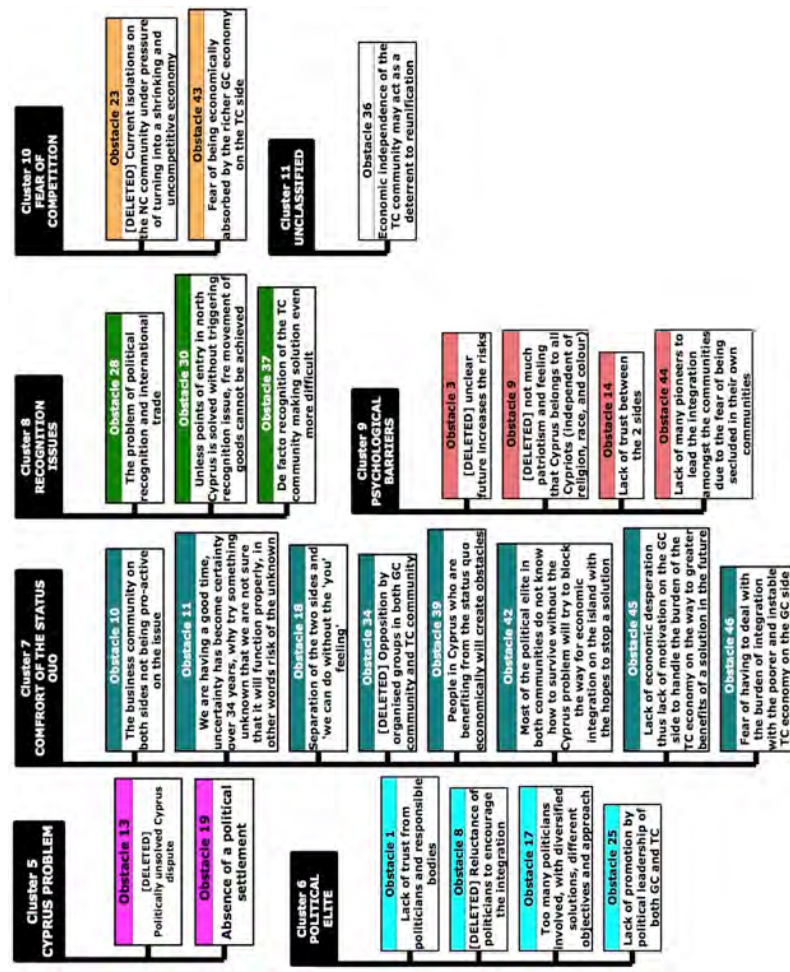 Cluster 5
CYPRUS PROBLEM
Obstacle 13
[DELETED]
Politically unsolved Cyprus
dispute
Obstacle 19
Absence of a political
settlement
Cluster 6
POLITICAL
ELITE
Obstacle 1
Lack of trust from
politicians and responsible
bodies
Obstacle 8
[DELETED] Reluctance of
politicians to encourage
the integration
Obstacle 17
Too many politicians
involved, with diversified
solutions, different
objectives and approach
Obstacle 25
Lack of promotion by
political leadership of
both GC and TC
Cluster 7
COMFRORT OF THE STATUS
QUO
Obstacle 10
The business community on
both sides not being pro-active
on the issue
Obstacle 11
We are having a good time,
uncertainty has become certainty
over 34 years, why try something
unknown that we are not sure
that it will function properly, in
other words risk of the unknown
Obstacle 18
Separation of the two sides and
'we can do without the 'you'
feeling'
Obstacle 34
[DELETED] Opposition by
organised groups in both GC
community and TC community
Obstacle 39
People in Cyprus who are
benefiting from the status quo
economically will create obstacles
Obstacle 42
Most of the political elite in
both communities do not know
how to survive without the
Cyprus problem will try to block
the way for economic
integration on the island with
the hopes to stop a solution
Obstacle 45
Lack of economic desperation
thus lack of motivation on the GC
side to handle the burden of the
TC economy on the way to greater
benefits of a solution in the future
Obstacle 46
Fear of having to deal with
the burden of integration
with the poorer and instable
TC economy on the GC side
Cluster 8
RECOGNITION
ISSUES
Obstacle 28
The problem of political
recognition and international
trade
Obstacle 30
Unless points of entry in north
Cyprus is solved without triggering
recognition issue, fre movement of
goods cannot be achieved
Obstacle 37
De facto recognition of the TC
community making solution even
more difficult
Cluster 9
PSYCHOLOGICAL
BARRIERS
Obstacle 3
[DELETED] unclear
future increases the risks
Obstacle 9
[DELETED] not much
patriotism and feeling
that Cyprus belongs to all
Cypriots (independent of
religion, race, and colour)
Obstacle 14
Lack of trust between
the 2 sides
Obstacle 44
Lack of many pioneers to
lead the integration
amongst the communities
due to the fear of being
secluded in their own
communities
Cluster 10
FEAR OF
COMPETITION
Obstacle 23
[DELETED] Current isolations on
the NC community under pressure
of turning into a shrinking and
uncompetitive economy
Obstacle 43
Fear of being economically
absorbed by the richer GC economy
on the TC side
Cluster 11
UNCLASSIFIED
Obstacle 36
Economic independence of the
TC community may act as a
deterrent to reunification